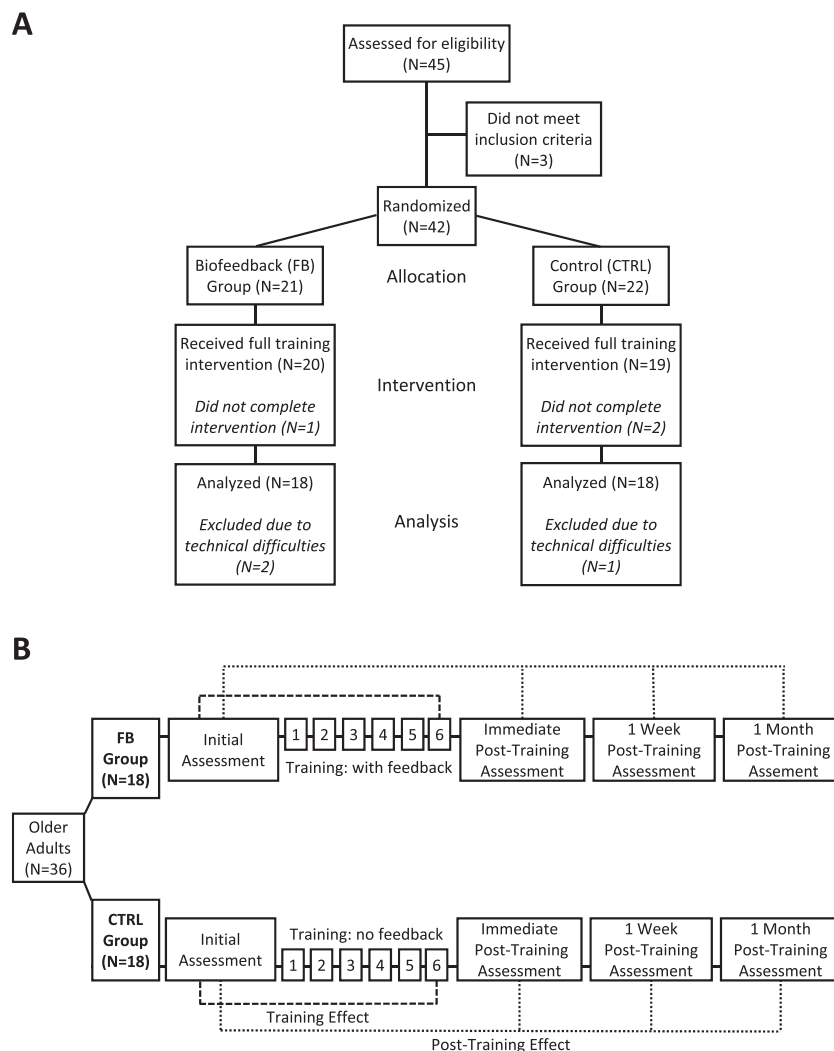 A
Assessed for eligibility
(N=45)
Did not meet
inclusion criteria
(N=3)
Randomized
(N=42)
Biofeedback (FB)
Group (N=21)
Allocation
Control (CTRL)
Group (N=22)
Received full training
intervention (N=20)
Did not complete
intervention (N=1)
Intervention
Received full training
intervention (N=19)
Did not complete
intervention (N=2)
Analyzed (N=18)
Excluded due to
technical difficulties
(N=2)
Analysis
Analyzed (N=18)
Excluded due to
technical difficulties
(N=1)
B
Older
Adults
(N=36)
FB
Group
(N=18)
Initial
Assessment
1 2 3 4 5 6
Training: with feedback
Immediate
Post-Training
Assessment
1 Week
Post-Training
Assessment
1 Month
Post-Training
Assement
CTRL
Group
(N=18)
Initial
Assessment
Training: no feedback
1 2 3 4 5 6
Immediate
Post-Training
Assessment
1 Week
Post-Training
Assessment
1 Month
Post-Training
Assessment
Training Effect
Post-Training Effect